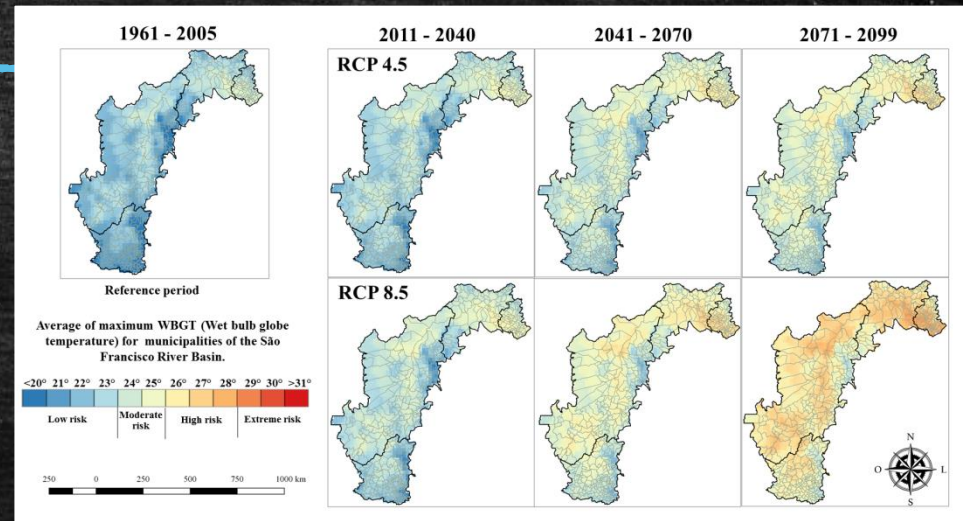 1961 - 2005
2011 - 2040
2041 - 2070
2071 - 2099
RCP 4.5
Reference period
RCP 8.5
Average of maximum WBGT (Wet bulb globe
temperature) for municipalities of the São
Francisco River Basin.
<20° 21° 22° 23° 24° 25° 26° 27° 28° 29° 30° >31°
Low risk
Moderate
risk
High risk
Extreme risk
250 0 250 500 750 1000 km
N
O L
S